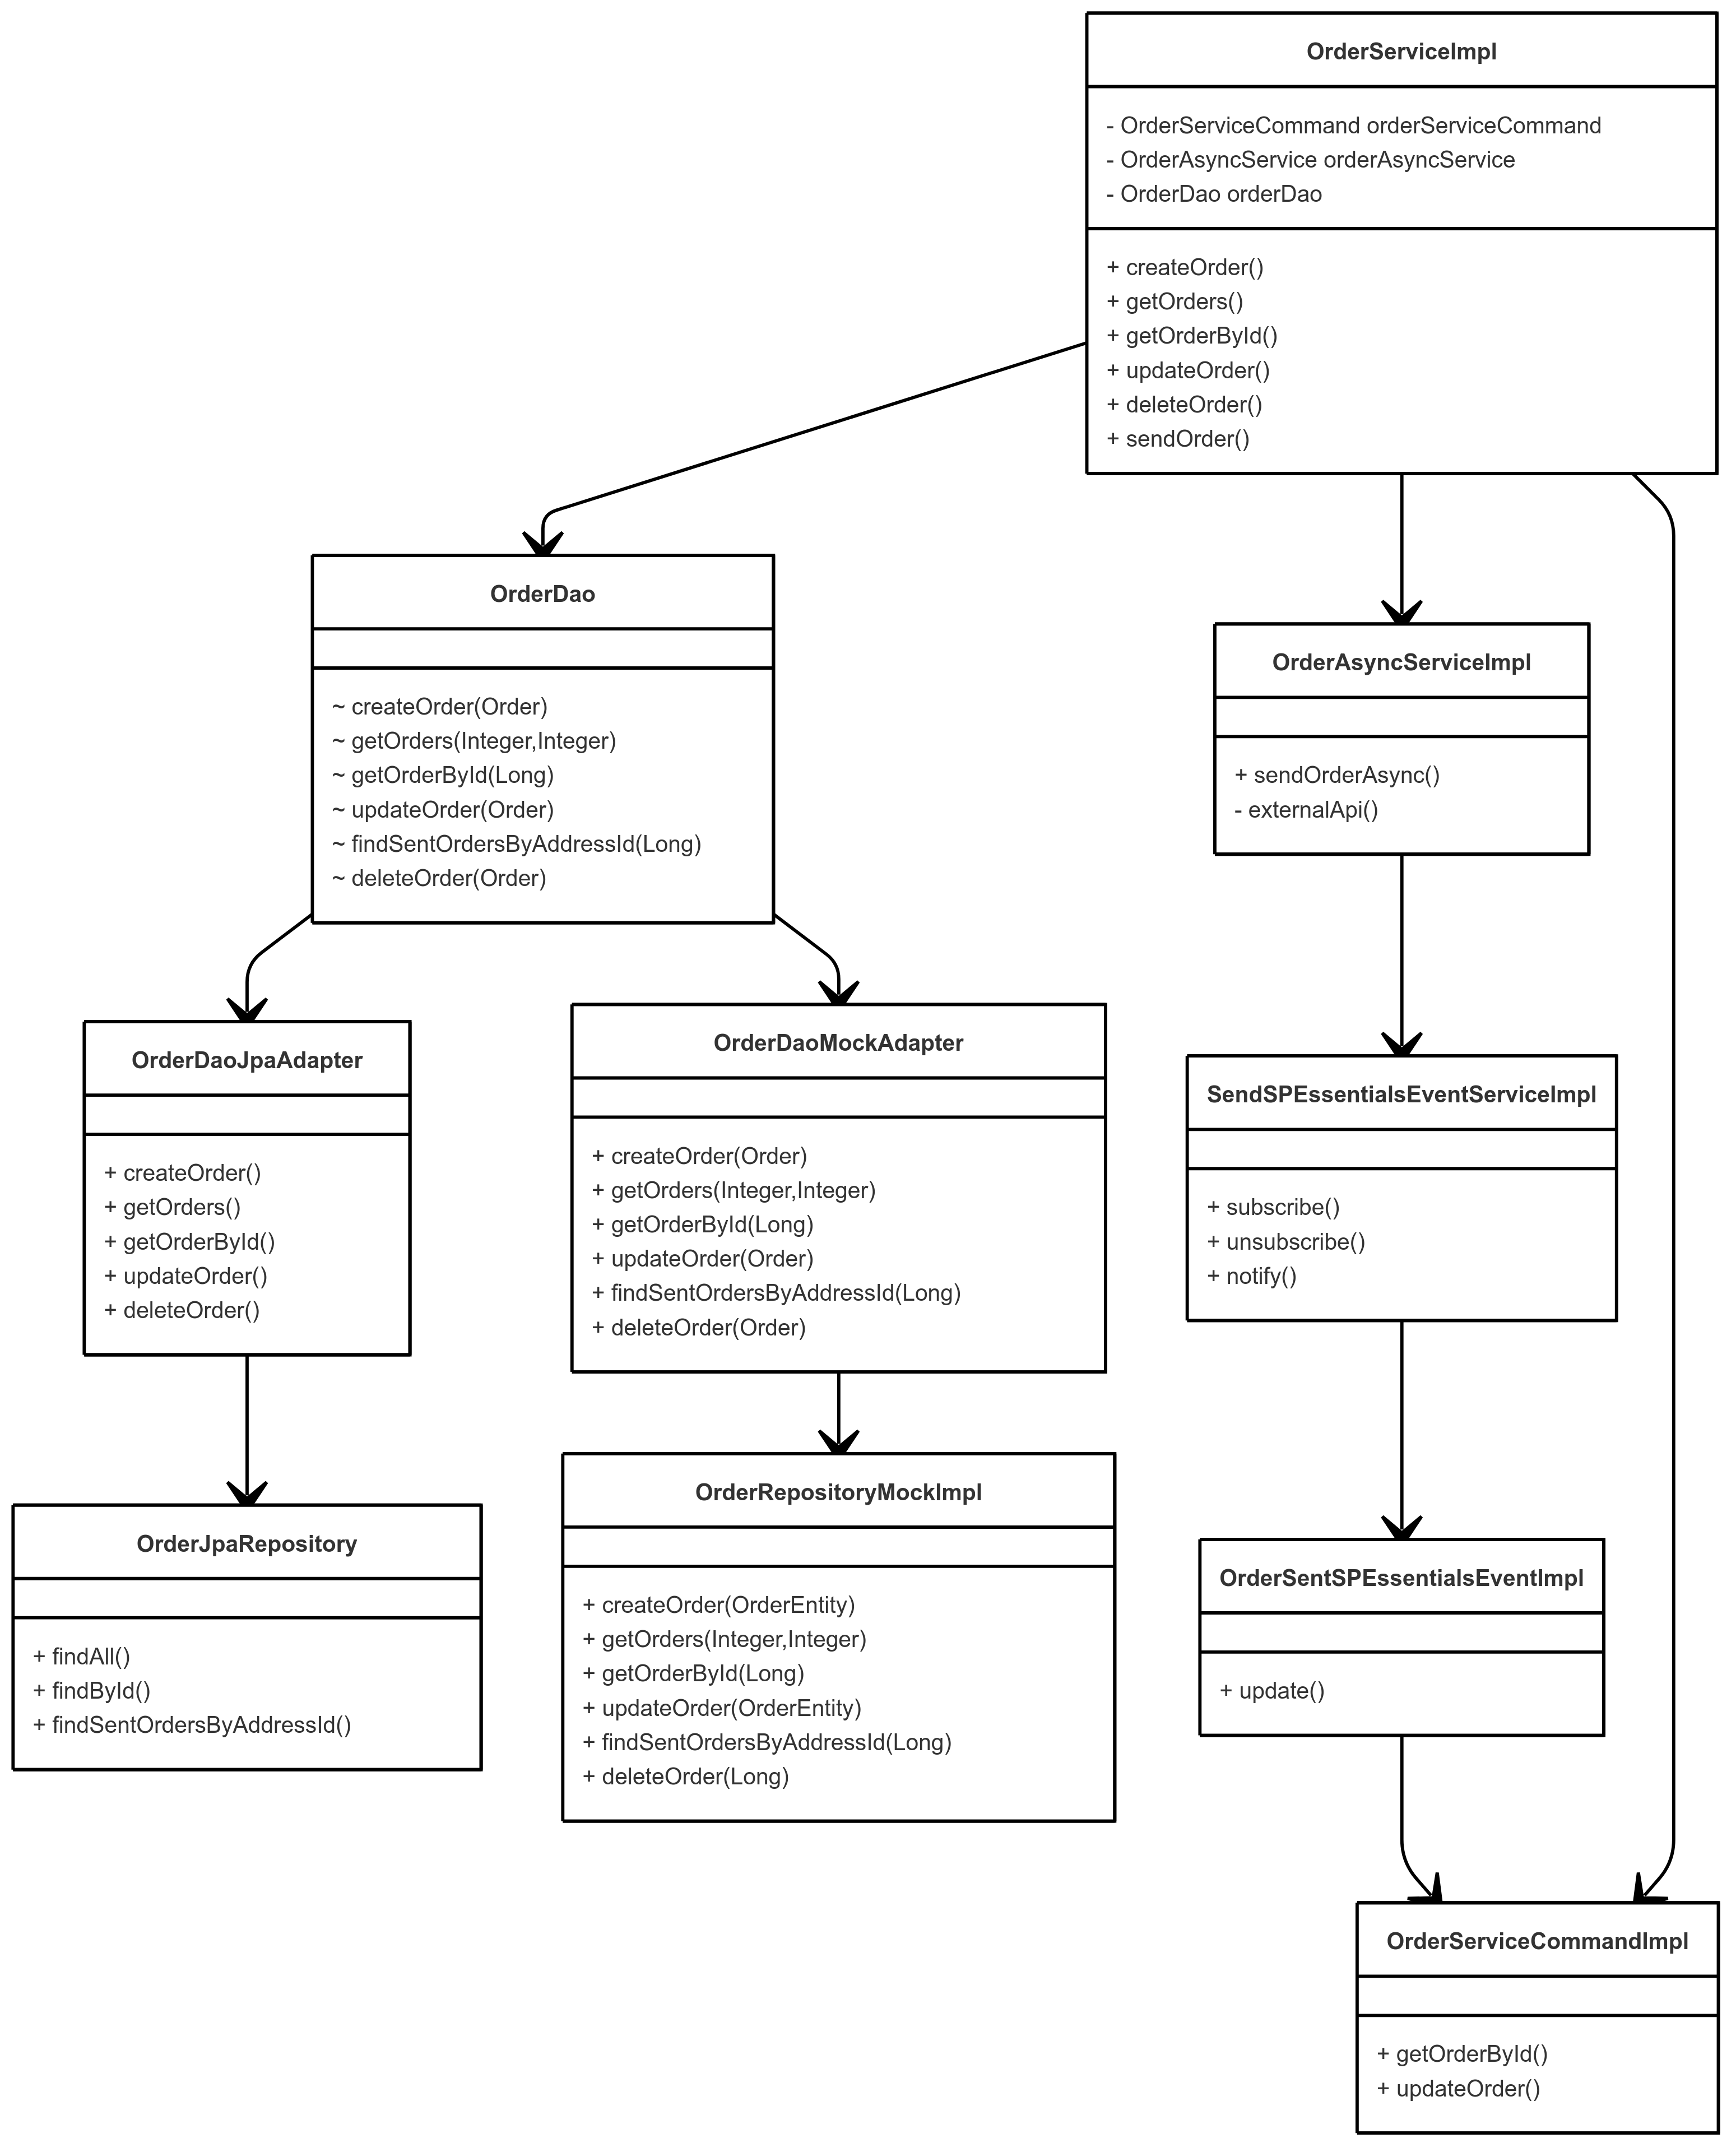 OrderServiceImpl
- OrderServiceCommand orderServiceCommand
- OrderAsyncService orderAsyncService
- OrderDao orderDao
+ createOrder()
+ getOrders()
+ getOrderById()
+ updateOrder()
+ deleteOrder()
+ sendOrder()
OrderDao
~ createOrder(Order)
~ getOrders(Integer,Integer)
~ getOrderById(Long)
~ updateOrder(Order)
~ findSentOrdersByAddressId(Long)
~ deleteOrder(Order)
OrderAsyncServiceImpl
+ sendOrderAsync()
- externalApi()
OrderDaoJpaAdapter
+ createOrder()
+ getOrders()
+ getOrderById()
+ updateOrder()
+ deleteOrder()
OrderDaoMockAdapter
+ createOrder(Order)
+ getOrders(Integer,Integer)
+ getOrderById(Long)
+ updateOrder(Order)
+ findSentOrdersByAddressId(Long)
+ deleteOrder(Order)
SendSPEssentialsEventServiceImpl
+ subscribe()
+ unsubscribe()
+ notify()
OrderJpaRepository
+ findAll()
+ findById()
+ findSentOrdersByAddressId()
OrderRepositoryMockImpl
+ createOrder(OrderEntity)
+ getOrders(Integer,Integer)
+ getOrderById(Long)
+ updateOrder(OrderEntity)
+ findSentOrdersByAddressId(Long)
+ deleteOrder(Long)
OrderSentSPEssentialsEventImpl
+ update()
OrderServiceCommandImpl
+ getOrderById()
+ updateOrder()